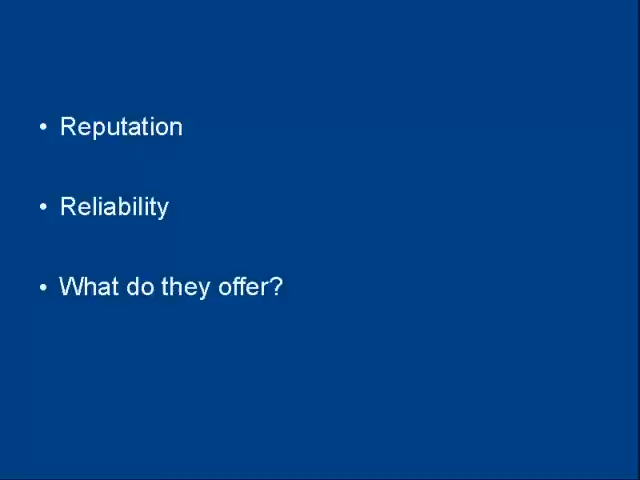 • Reputation
• Reliability
• What do they offer?